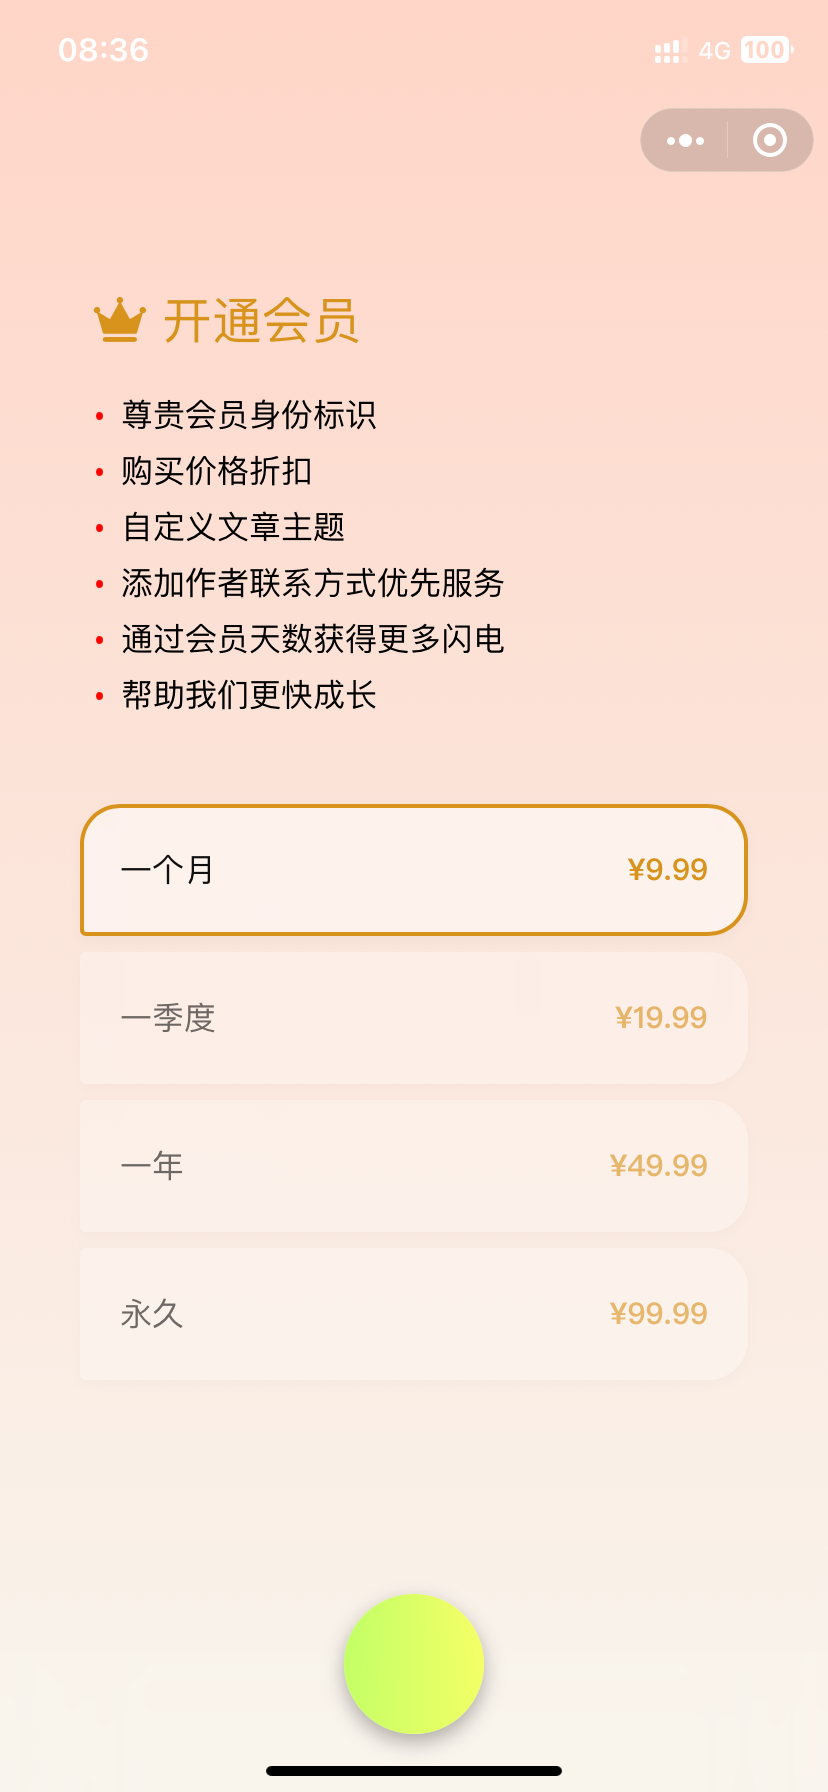 08:36
4G 100
开通会员
• 尊贵会员身份标识
• 购买价格折扣
• 自定义文章主题
• 添加作者联系方式优先服务
• 通过会员天数获得更多闪电
• 帮助我们更快成长
一个月 ¥9.99
一季度 ¥19.99
一年 ¥49.99
永久 ¥99.99